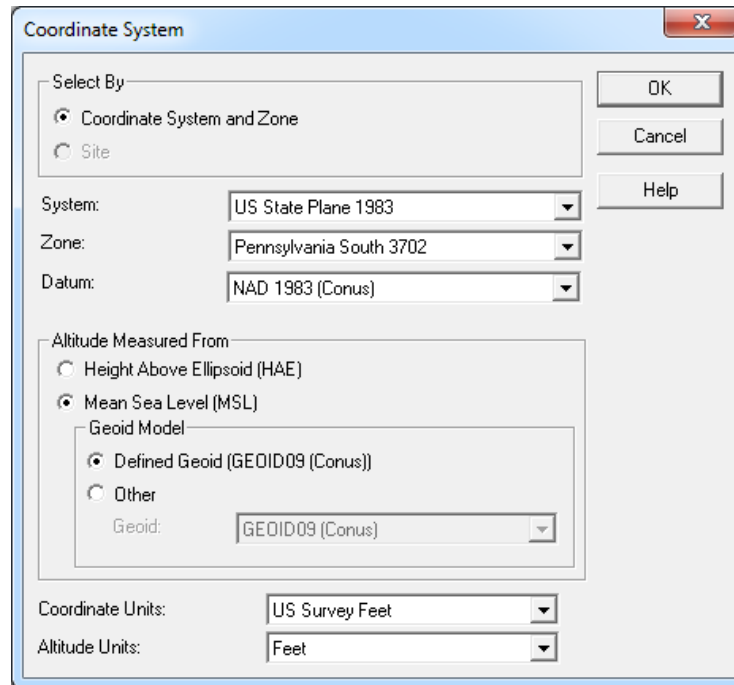 Coordinate System
Select By
Coordinate System and Zone
Site
OK
Cancel
Help
System: US State Plane 1983
Zone: Pennsylvania South 3702
Datum: NAD 1983 (Conus)
Altitude Measured From
Height Above Ellipsoid (HAE)
Mean Sea Level (MSL)
Geoid Model
Defined Geoid (GEOID09 (Conus))
Other
Geoid: GEOID09 (Conus)
Coordinate Units: US Survey Feet
Altitude Units: Feet